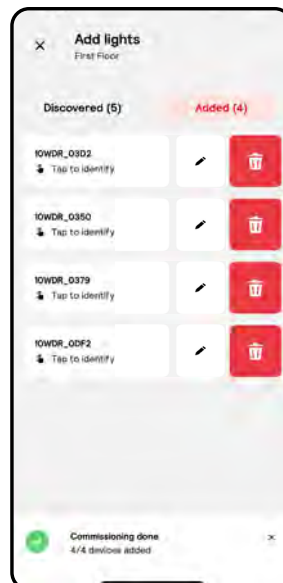 Add lights
First Floor
Discovered (5)
Added (4)
10WDR_03D2
Tap to identify
10WDR_0350
Tap to identify
10WDR_0379
Tap to identify
10WDR_0DF2
Tap to identify
Commissioning done
4/4 devices added